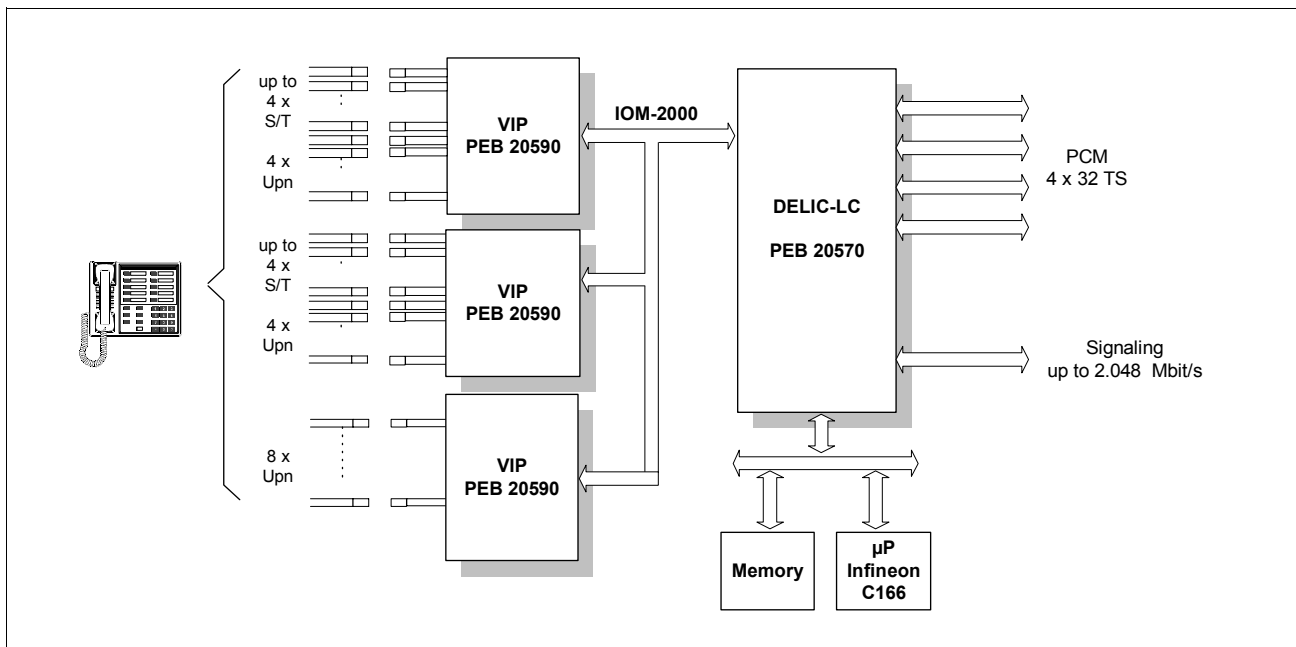 up to
4 x
S/T
4 x
Upn
VIP
PEB 20590
IOM-2000
up to
4 x
S/T
4 x
Upn
VIP
PEB 20590
8 x
Upn
VIP
PEB 20590
DELIC-LC
PEB 20570
PCM
4 x 32 TS
Signaling
up to 2.048 Mbit/s
Memory
µP
Infineon
C166